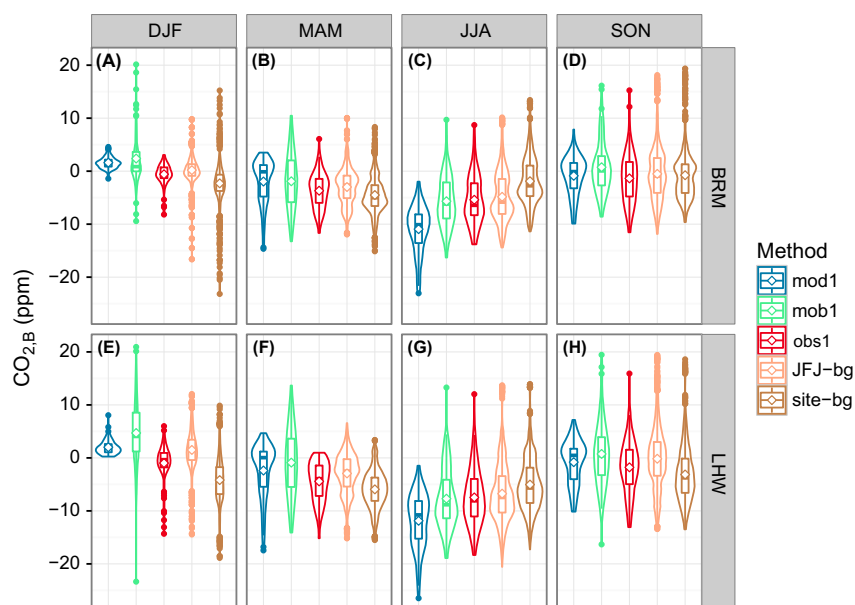 DJF MAM JJA SON
(A) (B) (C) (D)
20
10
0
−10
−20
BRM
(E) (F) (G) (H)
20
10
0
−10
−20
LHW
CO2,B (ppm)
Method
mod1
mob1
obs1
JFJ−bg
site−bg